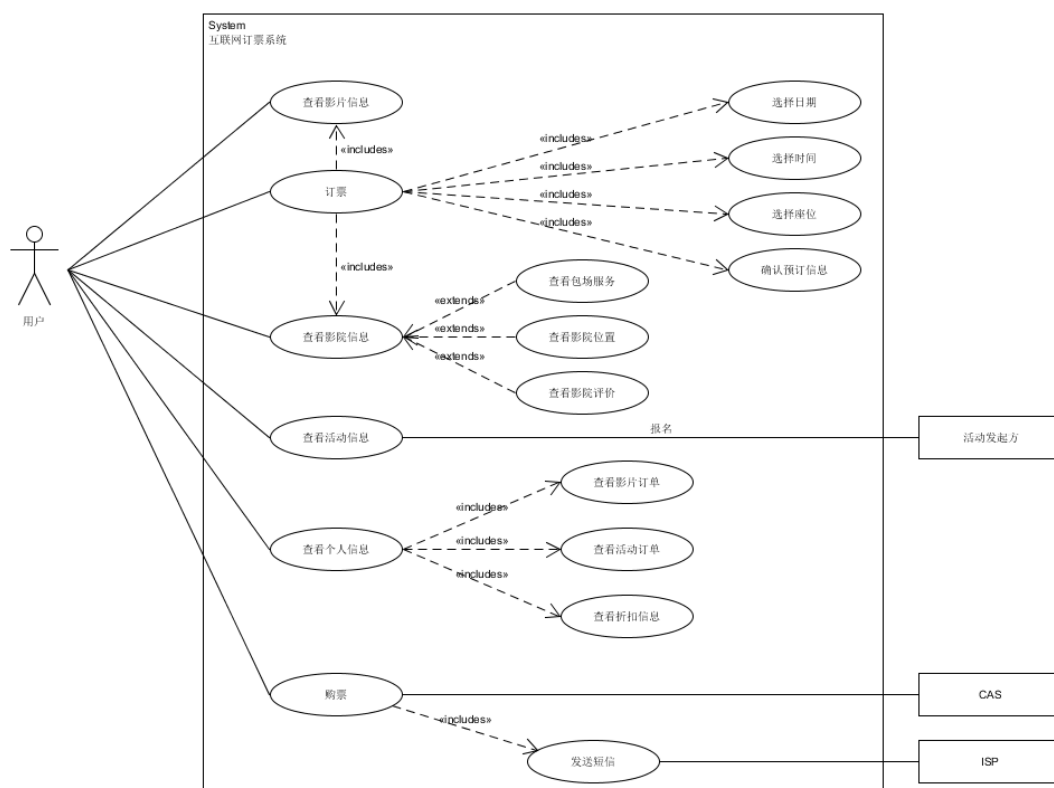 System
互联网订票系统
查看影片信息
选择日期
«includes»
«includes»
选择时间
«includes»
订票
«includes»
选择座位
«includes»
«includes»
确认预订信息
用户
查看包场服务
«extends»
查看影院信息
«extends»
查看影院位置
«extends»
查看影院评价
查看活动信息
报名
活动发起方
查看影片订单
«includes»
查看个人信息
«includes»
查看活动订单
«includes»
查看折扣信息
购票
CAS
«includes»
发送短信
ISP